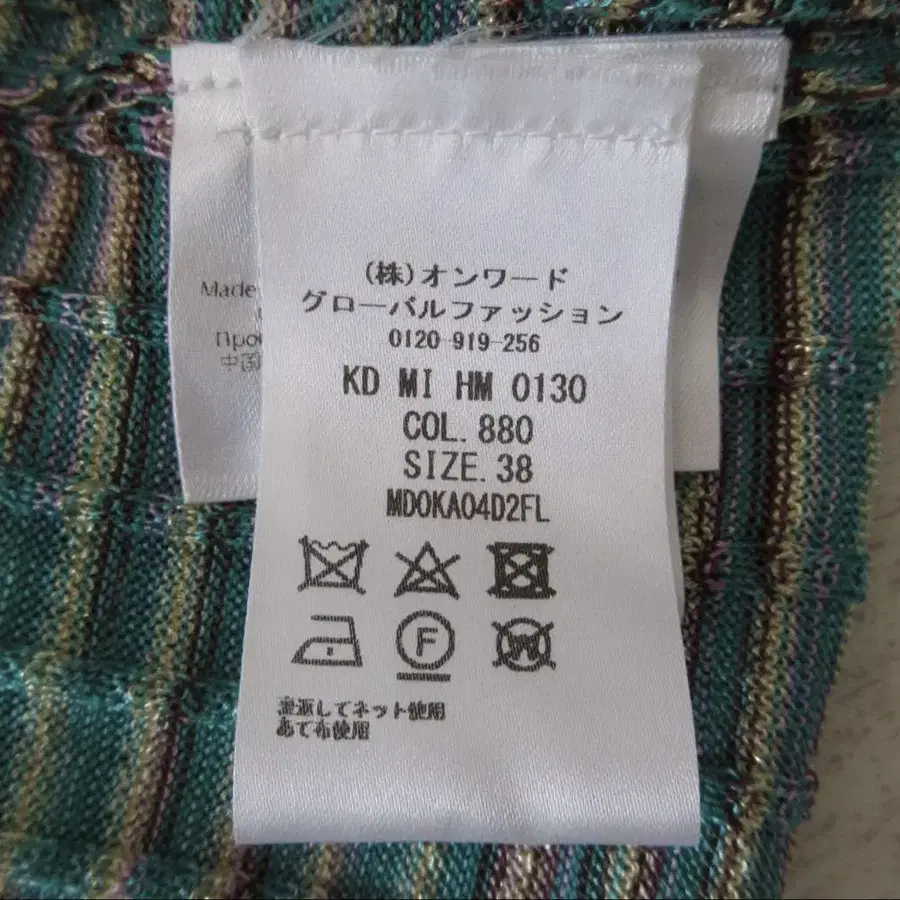 (株)オンワード
グローバルファッション
0120-919-256
KD MI HM 0130
COL. 880
SIZE. 38
MDOKA04D2FL
F
W
裏返してネット使用
あて布使用
Made
Прои
中国